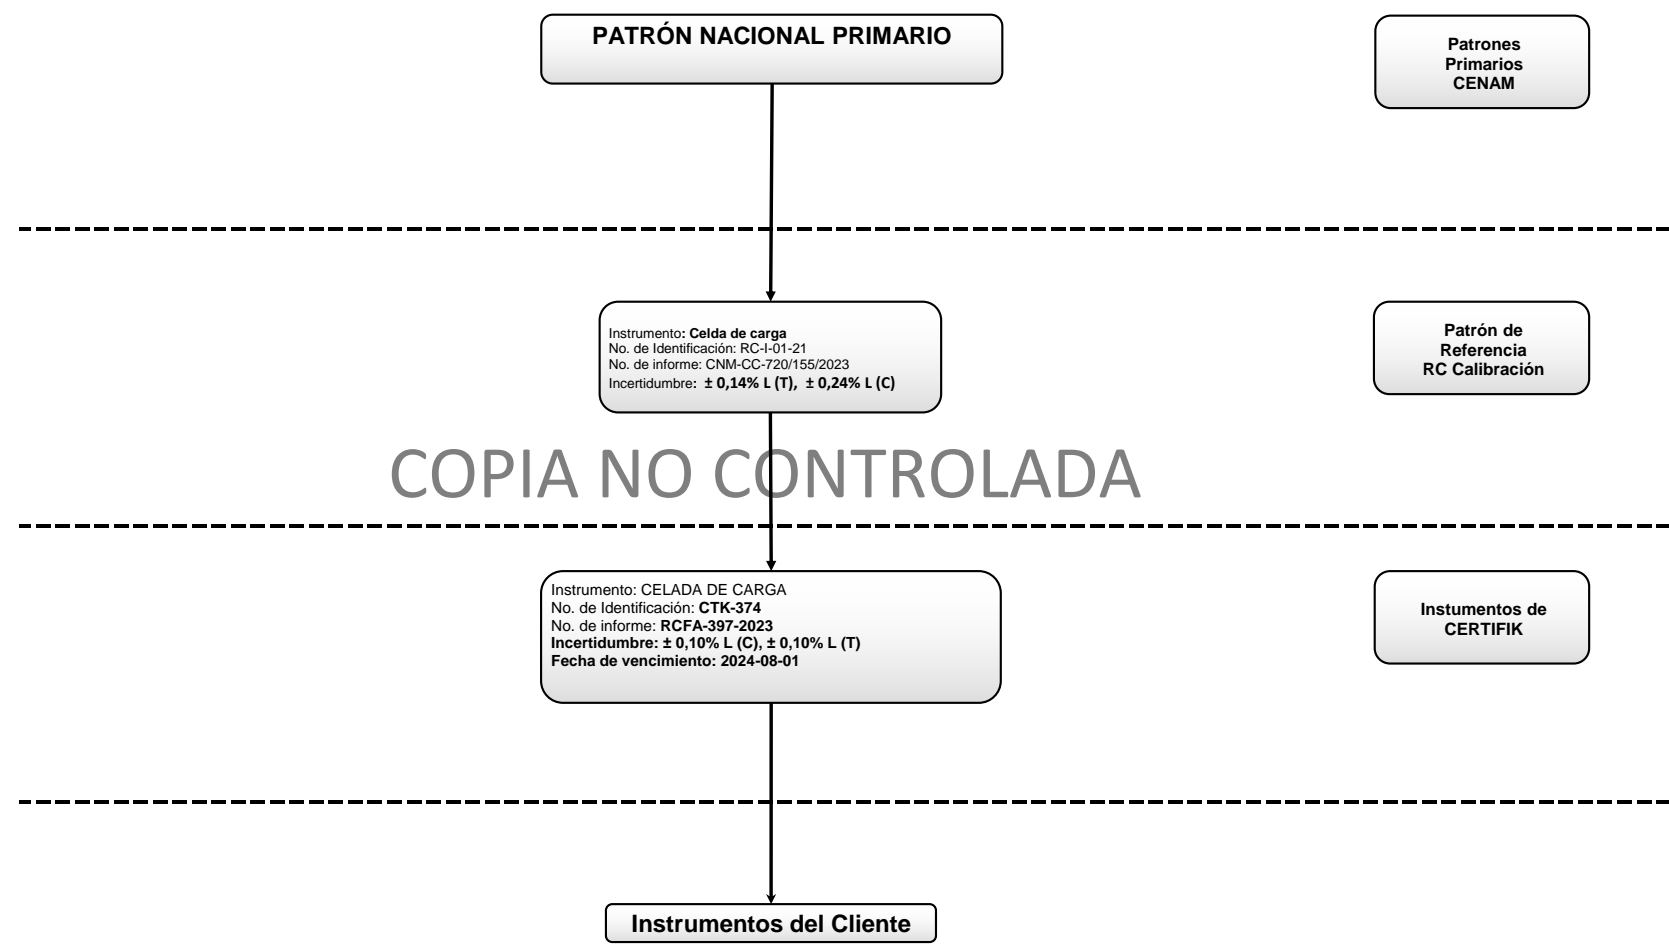 PATRÓN NACIONAL PRIMARIO
Patrones
Primarios
CENAM
Instrumento: Celda de carga
No. de Identificación: RC-I-01-21
No. de informe: CNM-CC-720/155/2023
Incertidumbre: ± 0,14% L (T), ± 0,24% L (C)
Patrón de
Referencia
RC Calibración
COPIA NO CONTROLADA
Instrumento: CELADA DE CARGA
No. de Identificación: CTK-374
No. de informe: RCFA-397-2023
Incertidumbre: ± 0,10% L (C), ± 0,10% L (T)
Fecha de vencimiento: 2024-08-01
Instumentos de
CERTIFIK
Instrumentos del Cliente